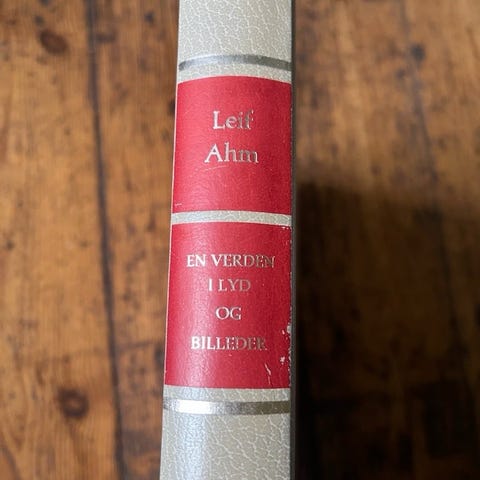 Leif
Ahm
EN VERDEN
I LYD
OG
BILLEDER